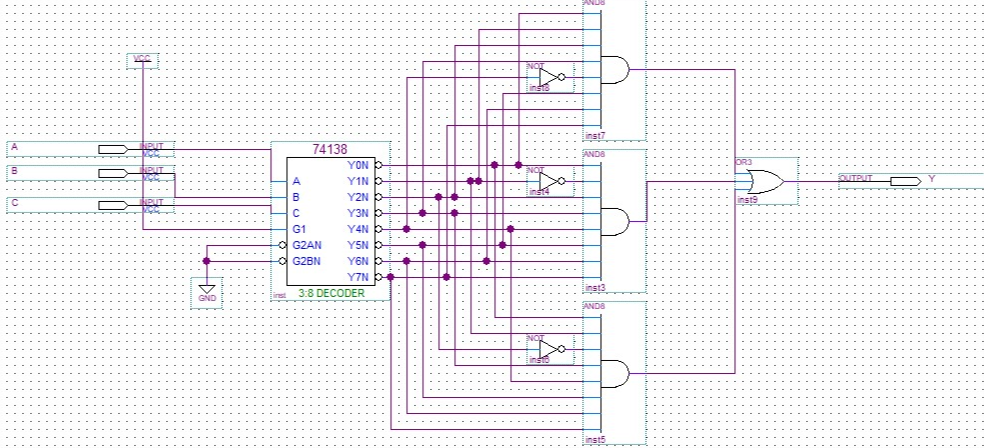 AND8
VCC
NOT
inst8
inst7
A
INPUT
VCC
B
INPUT
VCC
C
INPUT
VCC
74138
Y0N
Y1N
Y2N
Y3N
Y4N
Y5N
Y6N
Y7N
A
B
C
G1
G2AN
G2BN
inst
3:8 DECODER
GND
AND8
NOT
inst4
inst3
OR3
inst9
OUTPUT
Y
AND8
NOT
inst6
inst5